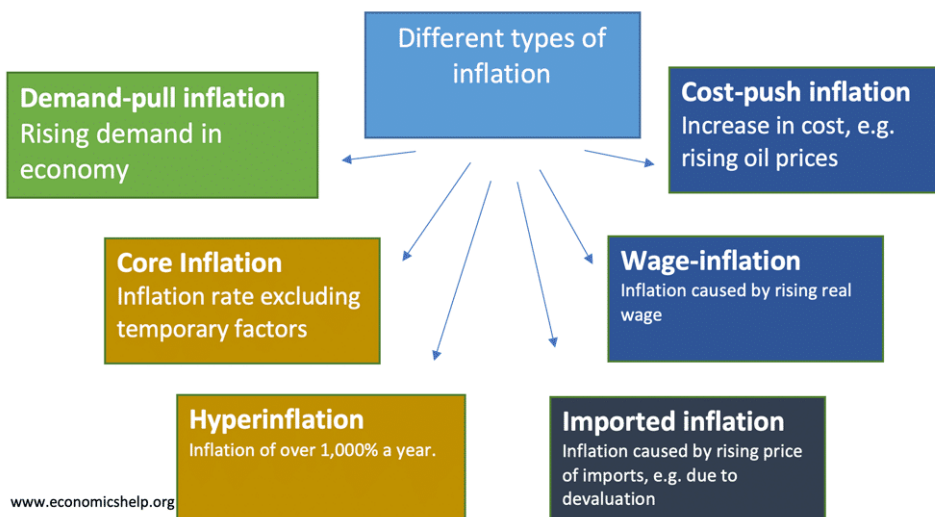 Different types of
inflation
Demand-pull inflation
Rising demand in
economy
Cost-push inflation
Increase in cost, e.g.
rising oil prices
Core Inflation
Inflation rate excluding
temporary factors
Wage-inflation
Inflation caused by rising real
wage
Hyperinflation
Inflation of over 1,000% a year.
Imported inflation
Inflation caused by rising price
of imports, e.g. due to
devaluation
www.economicshelp.org